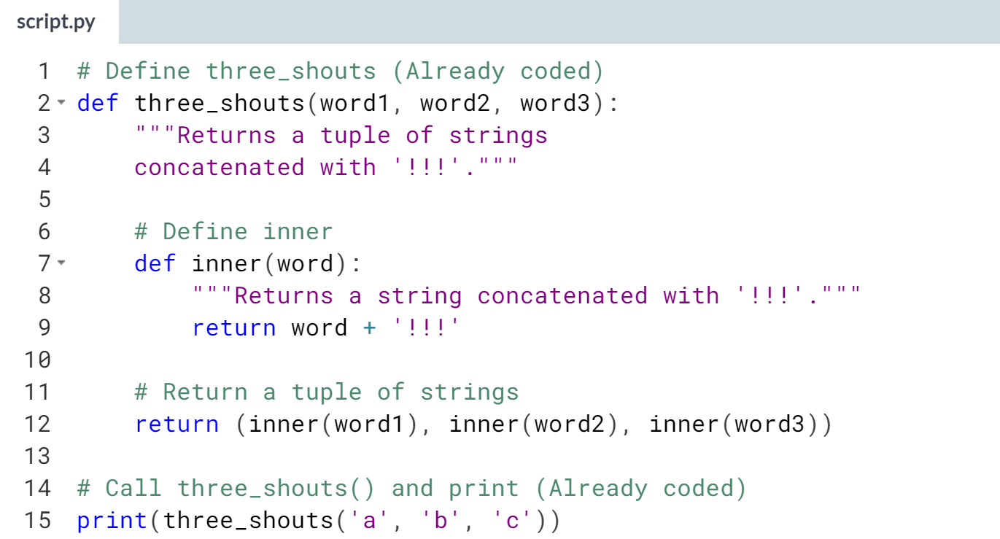 script.py
1 # Define three_shouts (Already coded)
2 def three_shouts(word1, word2, word3):
3     """Returns a tuple of strings
4     concatenated with '!!!'."""
5
6     # Define inner
7     def inner(word):
8         """Returns a string concatenated with '!!!'."""
9         return word + '!!!'
10
11     # Return a tuple of strings
12     return (inner(word1), inner(word2), inner(word3))
13
14 # Call three_shouts() and print (Already coded)
15 print(three_shouts('a', 'b', 'c'))